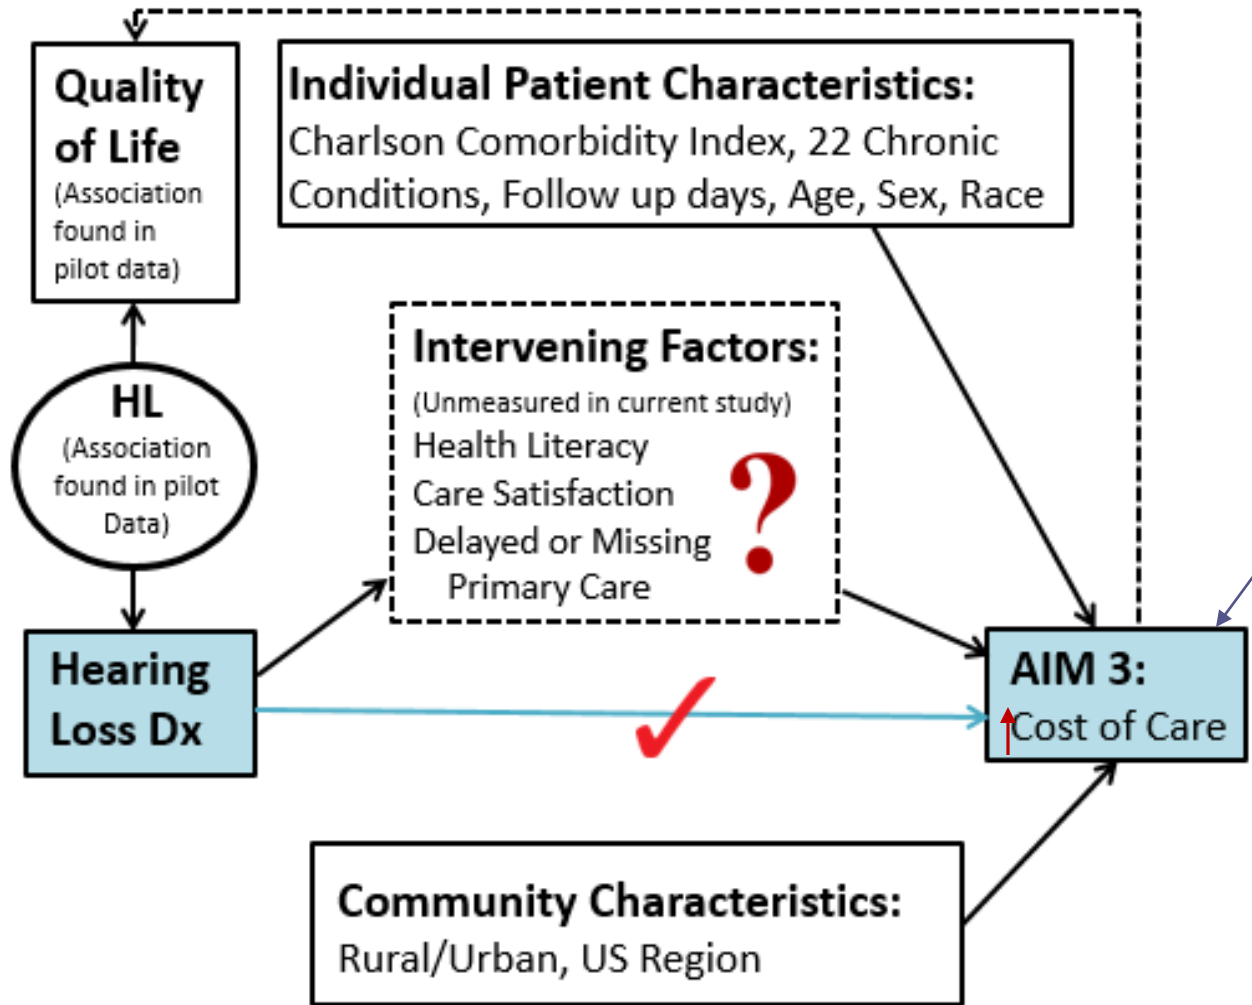 Quality
of Life
(Association
found in
pilot data)
Individual Patient Characteristics:
Charlson Comorbidity Index, 22 Chronic
Conditions, Follow up days, Age, Sex, Race
HL
(Association
found in pilot
Data)
Intervening Factors:
(Unmeasured in current study)
Health Literacy
Care Satisfaction
Delayed or Missing
Primary Care
?
Hearing
Loss Dx
AIM 3:
Cost of Care
Community Characteristics:
Rural/Urban, US Region